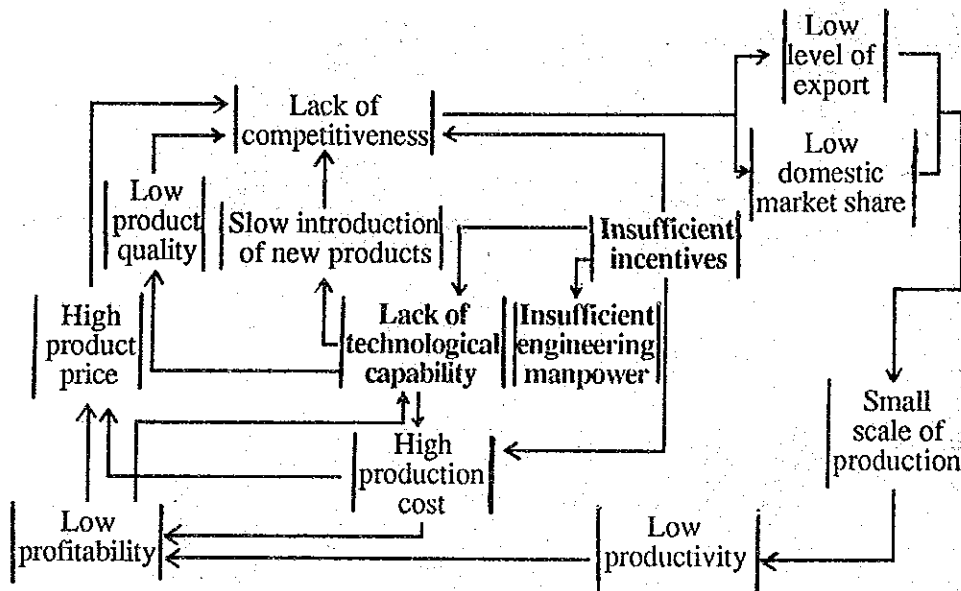 Low
level of
export
Lack of
competitiveness
Low
domestic
market share
Low
product
quality
Slow introduction
of new products
Insufficient
incentives
High
product
price
Lack of
technological
capability
Insufficient
engineering
manpower
Small
scale of
production
High
production
cost
Low
profitability
Low
productivity